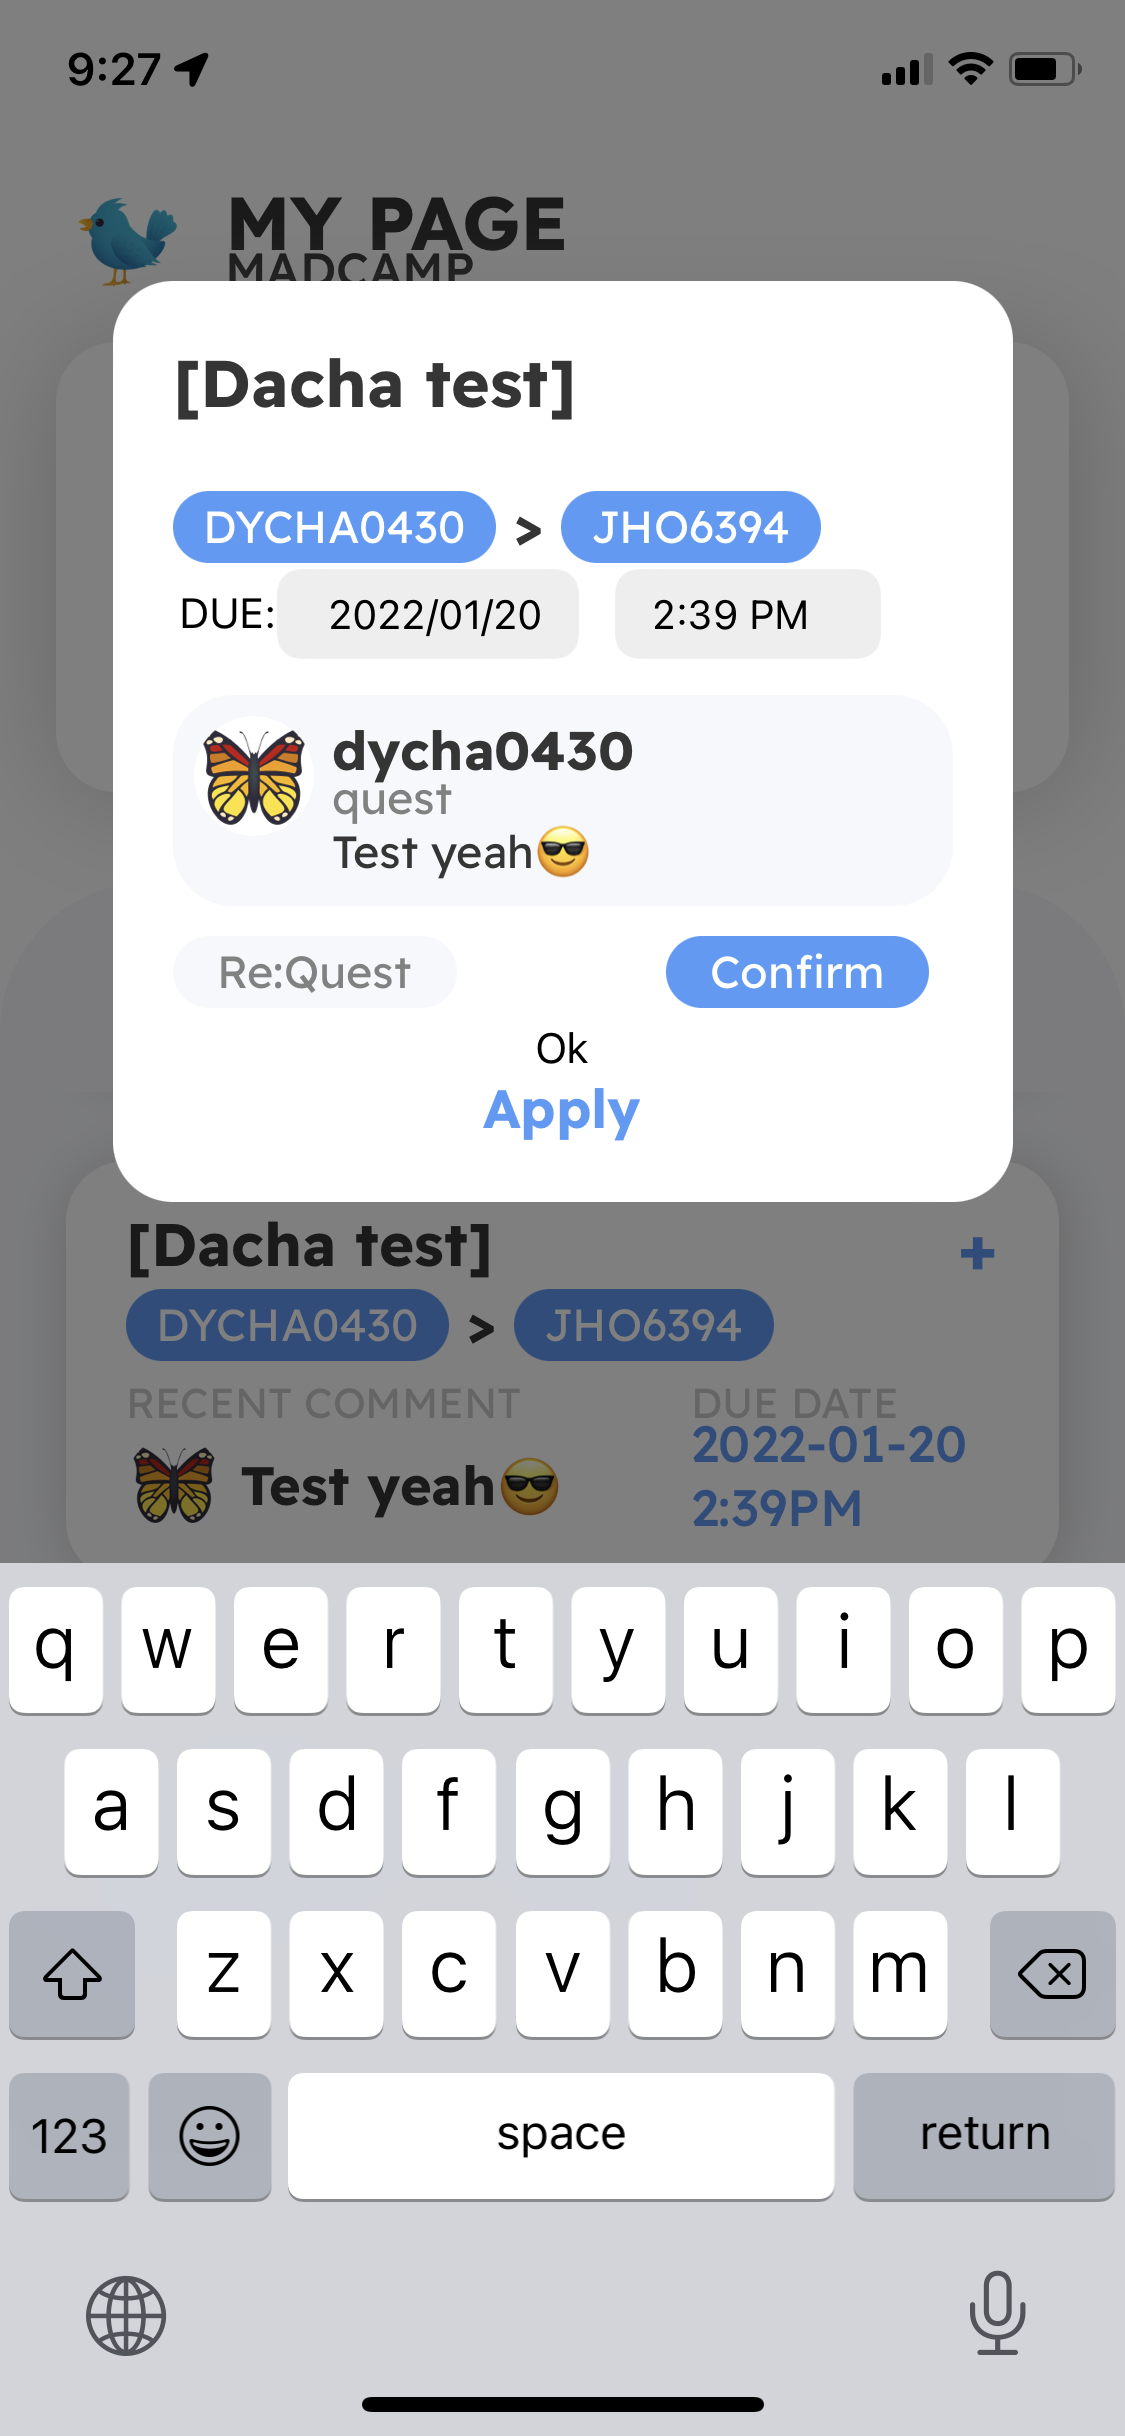 9:27
MY PAGE
MADCAMP
[Dacha test]
DYCHA0430 > JHO6394
DUE: 2022/01/20 2:39 PM
dycha0430
quest
Test yeah😎
Re:Quest Confirm
Ok
Apply
[Dacha test] +
DYCHA0430 > JHO6394
RECENT COMMENT DUE DATE
Test yeah😎 2022-01-20
2:39PM
q w e r t y u i o p
a s d f g h j k l
z x c v b n m
123 space return